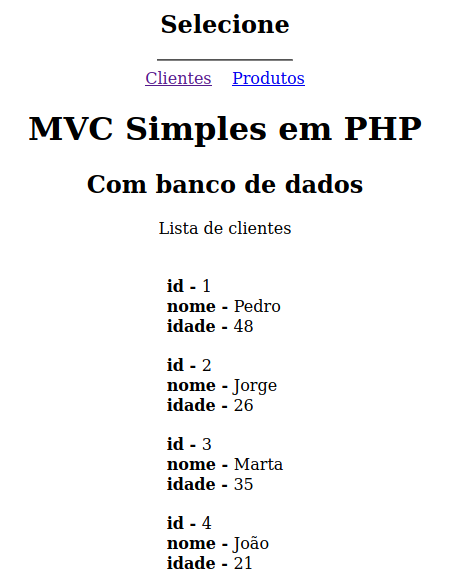 Selecione
Clientes Produtos
MVC Simples em PHP
Com banco de dados
Lista de clientes
id - 1
nome - Pedro
idade - 48
id - 2
nome - Jorge
idade - 26
id - 3
nome - Marta
idade - 35
id - 4
nome - João
idade - 21